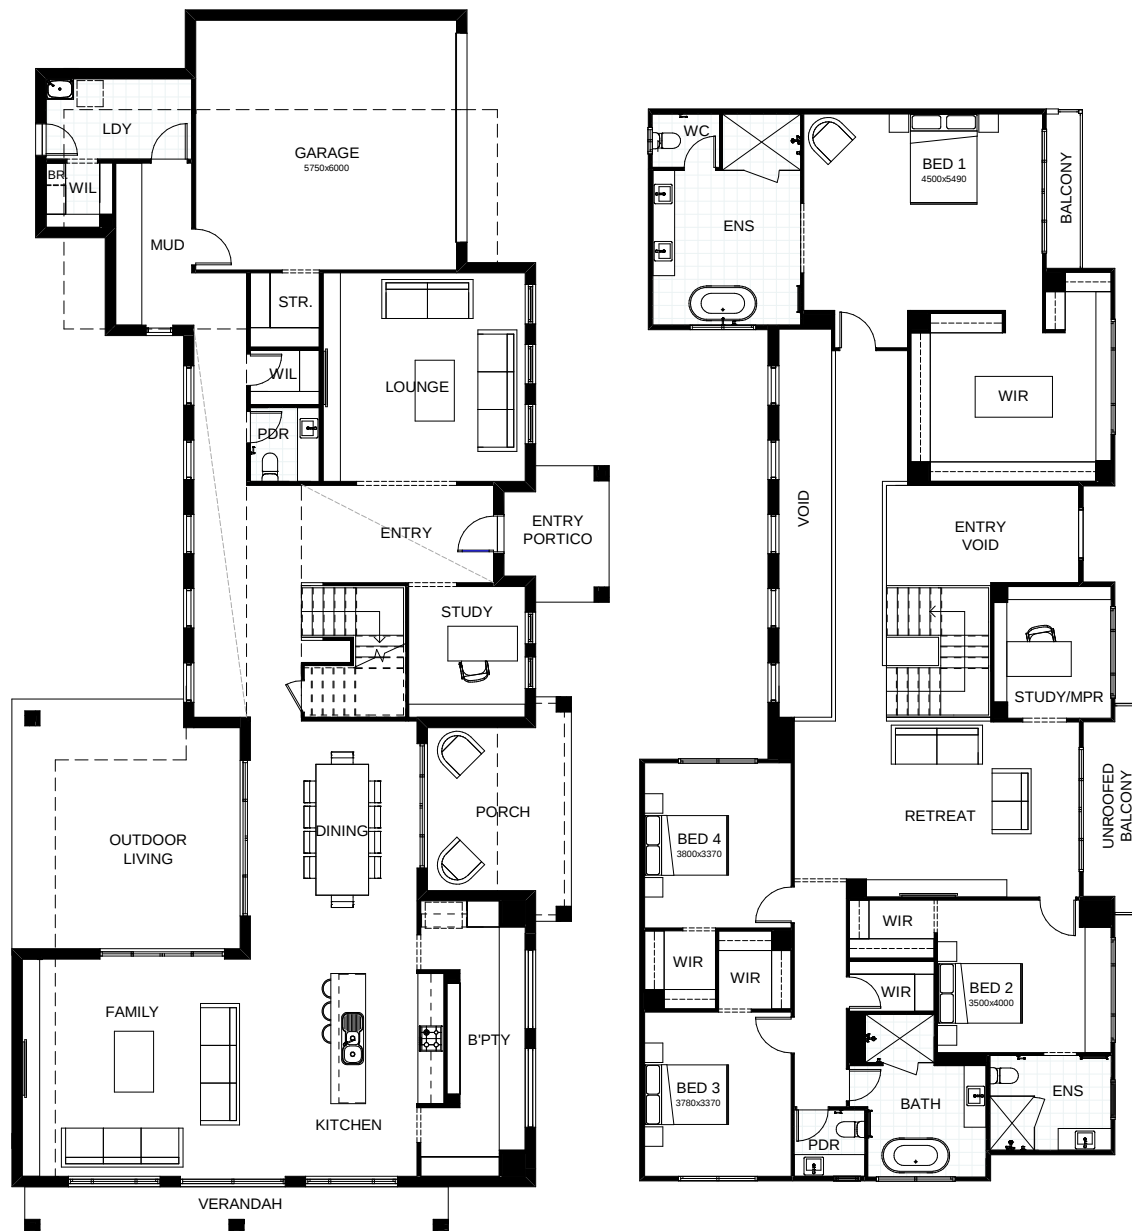 LDY
BR.
WIL
MUD
GARAGE
5750x6000
STR.
WIL
PDR
LOUNGE
ENTRY
ENTRY
PORTICO
STUDY
DINING
PORCH
OUTDOOR
LIVING
FAMILY
KITCHEN
B'PTY
VERANDAH
WC
ENS
BED 1
4500x5490
BALCONY
WIR
VOID
ENTRY
VOID
STUDY/MPR
RETREAT
UNROOFED
BALCONY
BED 4
3800x3370
WIR
WIR
WIR
WIR
BED 2
3500x4000
BED 3
3780x3370
PDR
BATH
ENS